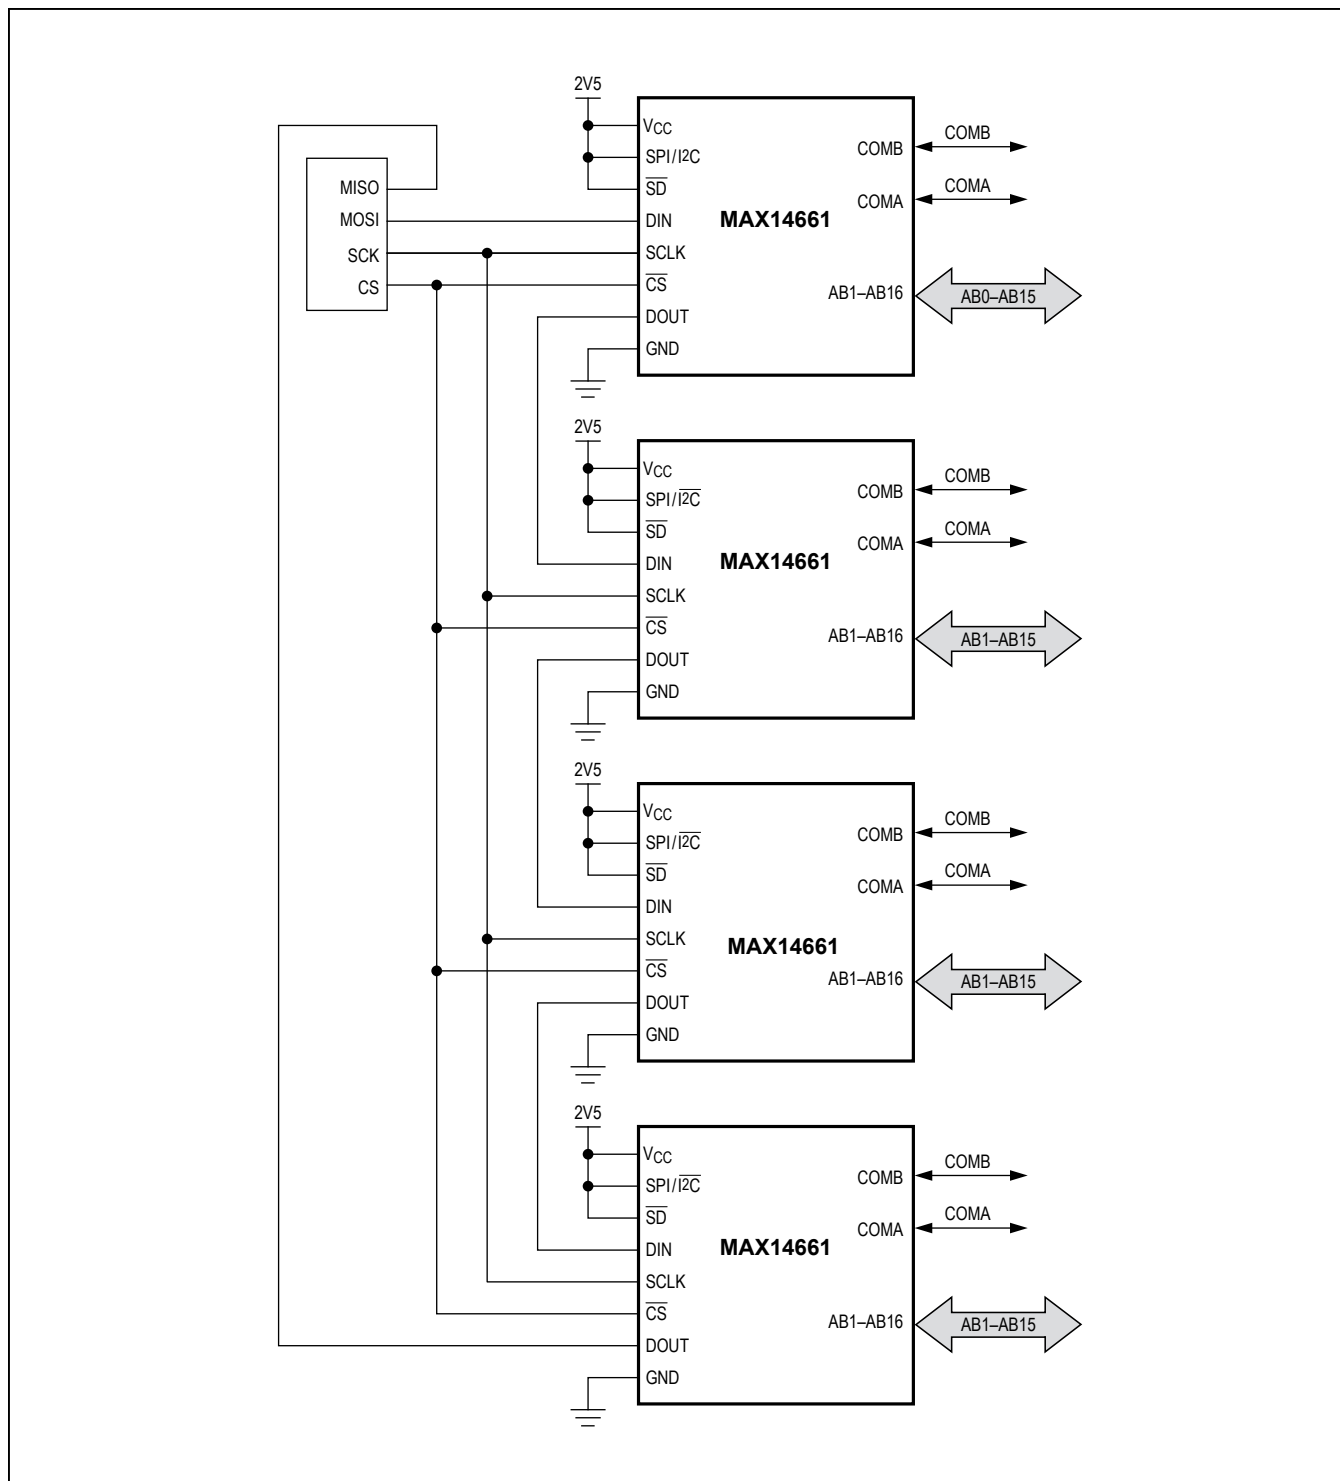 2V5
VCC
SPI/I2C
SD
DIN
SCLK
CS
DOUT
GND
MAX14661
COMB
COMA
AB1–AB16
COMB
COMA
AB0–AB15
MISO
MOSI
SCK
CS
2V5
VCC
SPI/I2C
SD
DIN
SCLK
CS
DOUT
GND
MAX14661
COMB
COMA
AB1–AB16
COMB
COMA
AB1–AB15
2V5
VCC
SPI/I2C
SD
DIN
SCLK
CS
DOUT
GND
MAX14661
COMB
COMA
AB1–AB16
COMB
COMA
AB1–AB15
2V5
VCC
SPI/I2C
SD
DIN
SCLK
CS
DOUT
GND
MAX14661
COMB
COMA
AB1–AB16
COMB
COMA
AB1–AB15